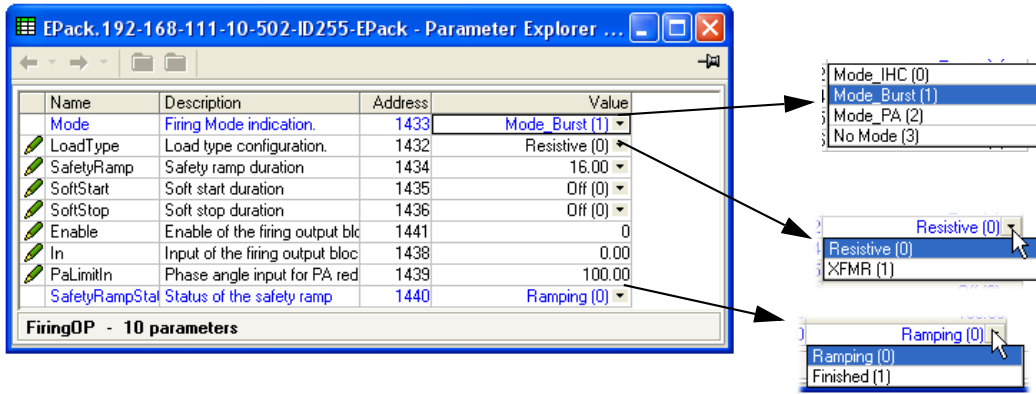 EPack.192-168-111-10-502-ID255-EPack - Parameter Explorer ...
Name Description Address Value
Mode Firing Mode indication. 1433 Mode_Burst (1)
LoadType Load type configuration. 1432 Resistive (0)
SafetyRamp Safety ramp duration 1434 16.00
SoftStart Soft start duration 1435 Off (0)
SoftStop Soft stop duration 1436 Off (0)
Enable Enable of the firing output bloc 1441 0
In Input of the firing output bloc 1438 0.00
PaLimitIn Phase angle input for PA red 1439 100.00
SafetyRampStat Status of the safety ramp 1440 Ramping (0)
FiringOP - 10 parameters
Mode_IHC (0)
Mode_Burst (1)
Mode_PA (2)
No Mode (3)
Resistive (0)
Resistive (0)
XFMR (1)
Ramping (0)
Ramping (0)
Finished (1)